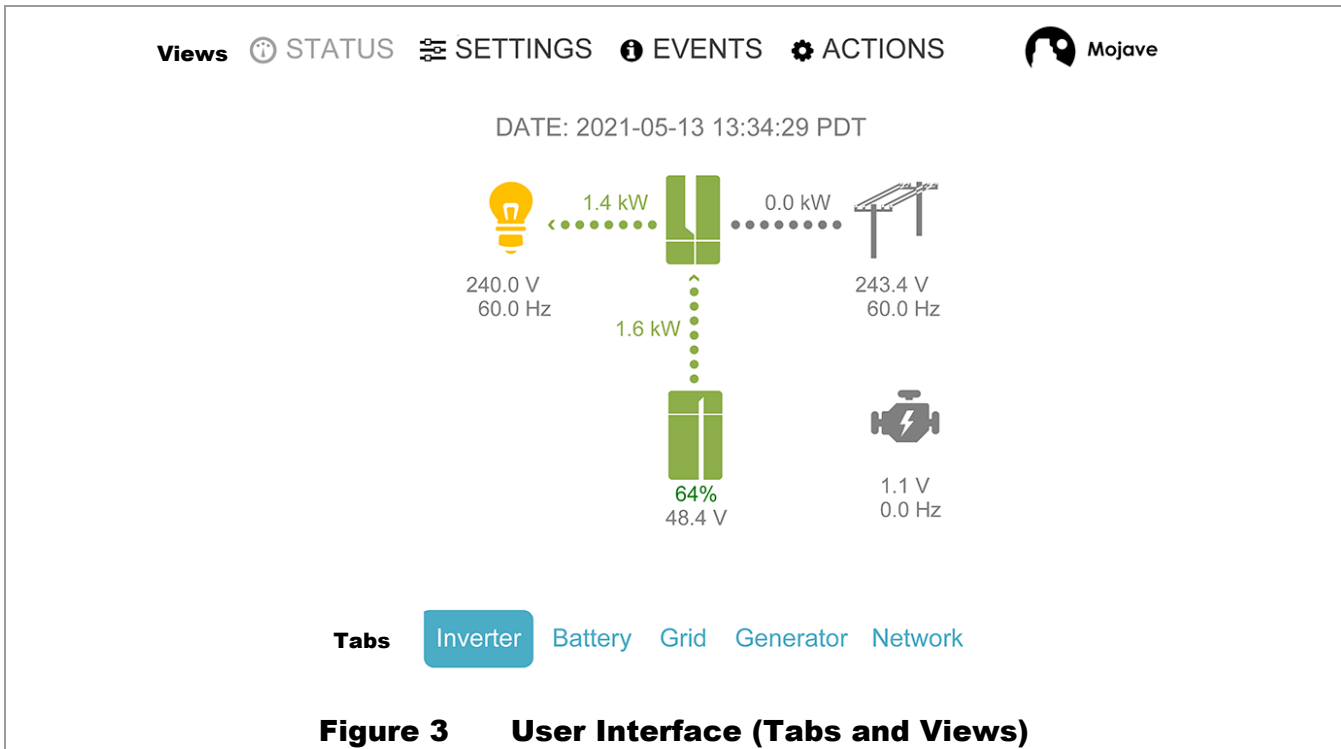 Views STATUS SETTINGS EVENTS ACTIONS Mojave
DATE: 2021-05-13 13:34:29 PDT
1.4 kW 0.0 kW
240.0 V 243.4 V
60.0 Hz 60.0 Hz
1.6 kW
64% 1.1 V
48.4 V 0.0 Hz
Tabs Inverter Battery Grid Generator Network
Figure 3 User Interface (Tabs and Views)